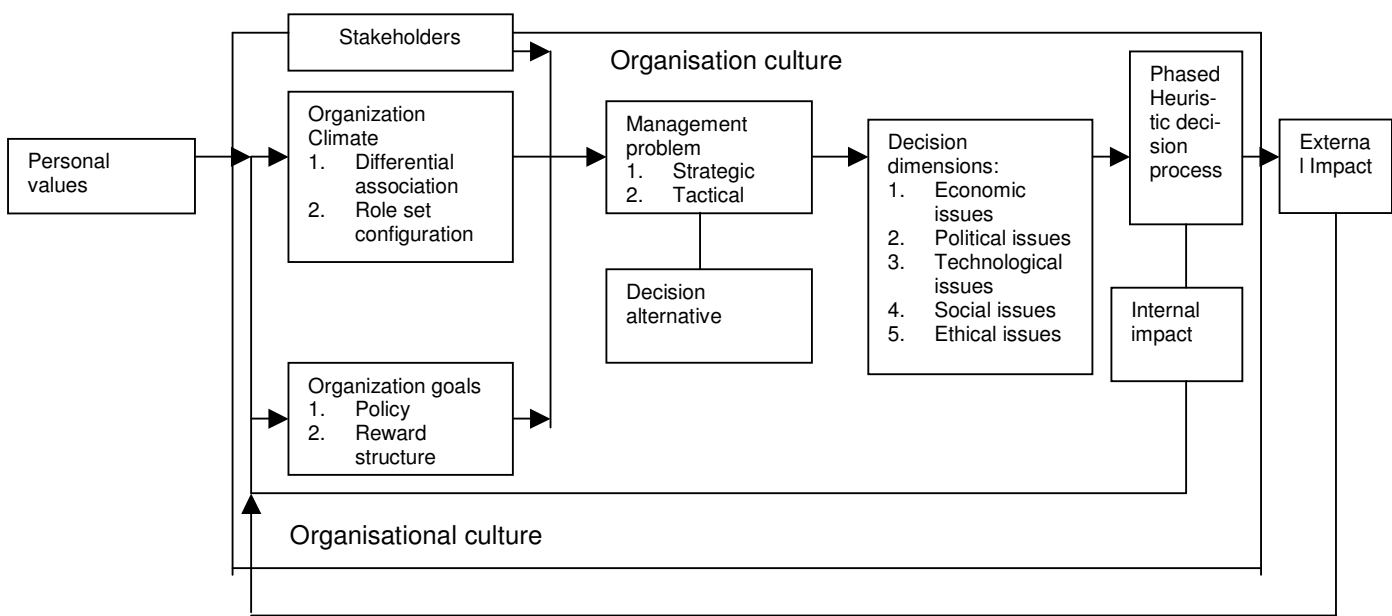 Stakeholders
Organisation culture
Personal
values
Organization
Climate
1. Differential
association
2. Role set
configuration
Organization goals
1. Policy
2. Reward
structure
Management
problem
1. Strategic
2. Tactical
Decision
alternative
Decision
dimensions:
1. Economic
issues
2. Political issues
3. Technological
issues
4. Social issues
5. Ethical issues
Phased
Heuris-
tic deci-
sion
process
Internal
impact
Externa
l Impact
Organisational culture